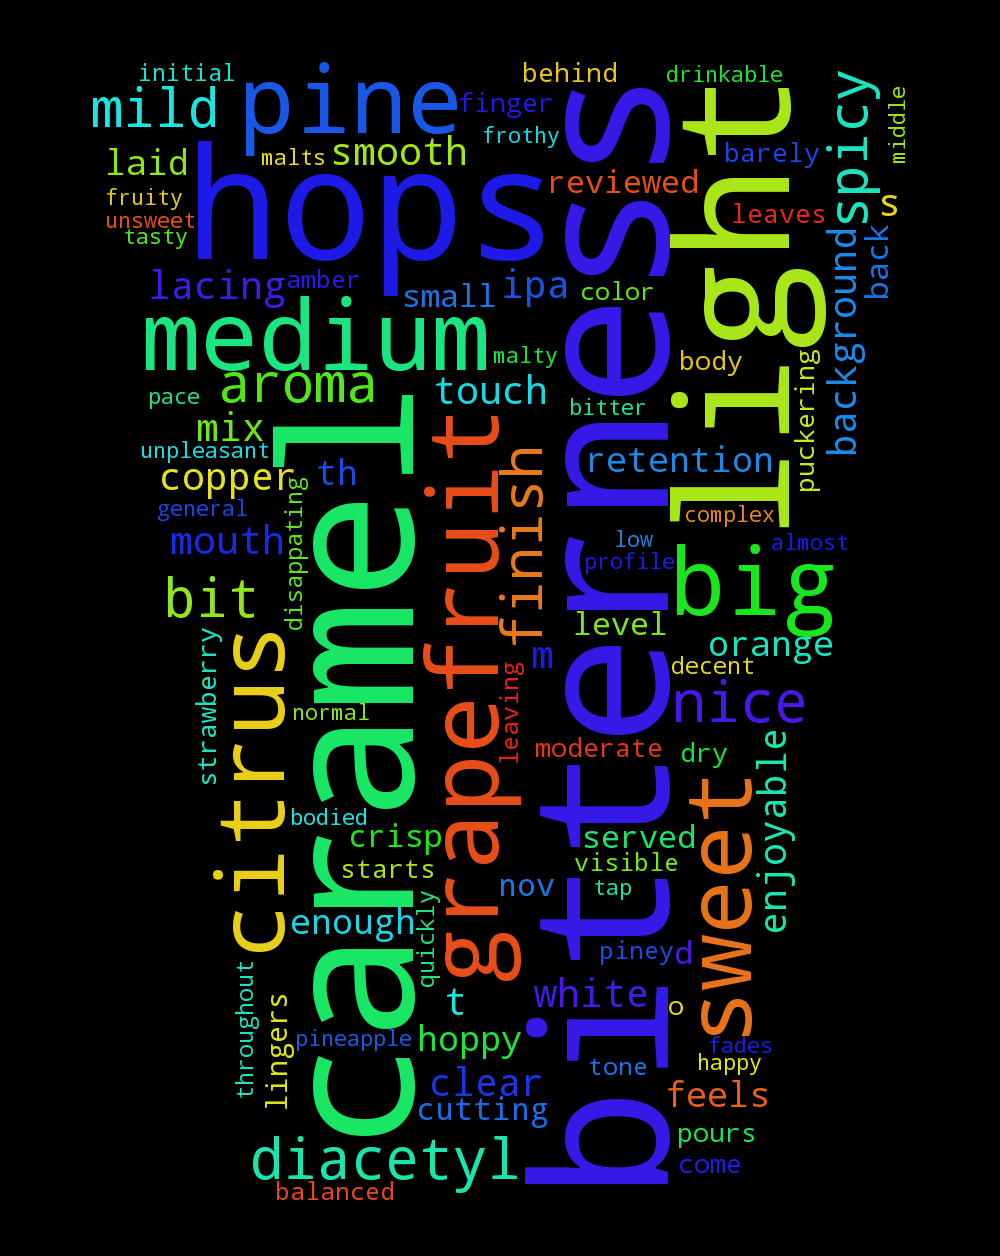 initial
pine
behind
drinkable
mild
finger
frothy
spicy
middle
laid
malts
smooth
bitterness
light
barely
fruity
hops
reviewed
leaves
s
unsweet
tasty
lacing
amber
small
ipa
color
background
back
medium
malty
body
puckering
pace
aroma
touch
bitter
mix
unpleasant
copper
th
caramel
grapefruit
finish
retention
general
complex
mouth
disappating
low
almost
bit
profile
big
level
orange
citrus
strawberry
m
decent
normal
leaving
nice
moderate
dry
enjoyable
bodied
crisp
served
sweet
starts
visible
nov
tap
enough
quickly
piney
d
throughout
lingers
t
white
o
pineapple
hoppy
tone
fades
happy
clear
cutting
feels
diacetyl
pours
come
balanced